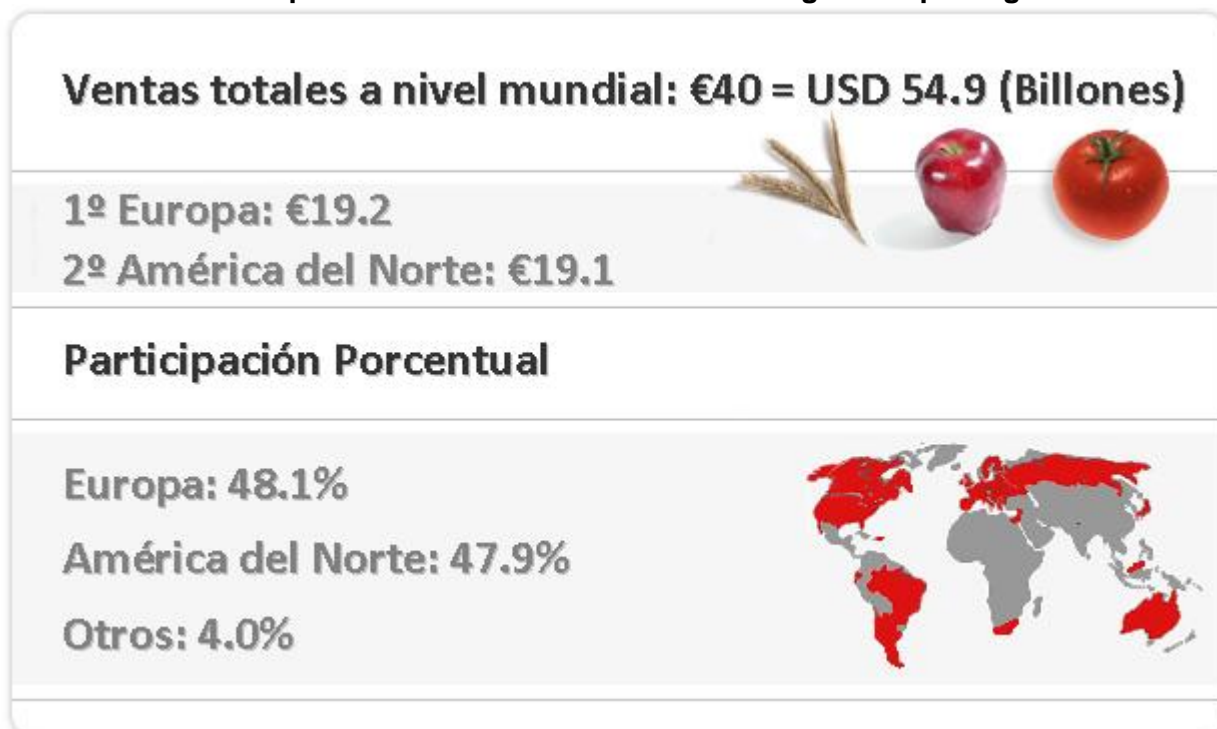 Ventas totales a nivel mundial: €40 = USD 54.9 (Billones)
1º Europa: €19.2
2º América del Norte: €19.1
Participación Porcentual
Europa: 48.1%
América del Norte: 47.9%
Otros: 4.0%